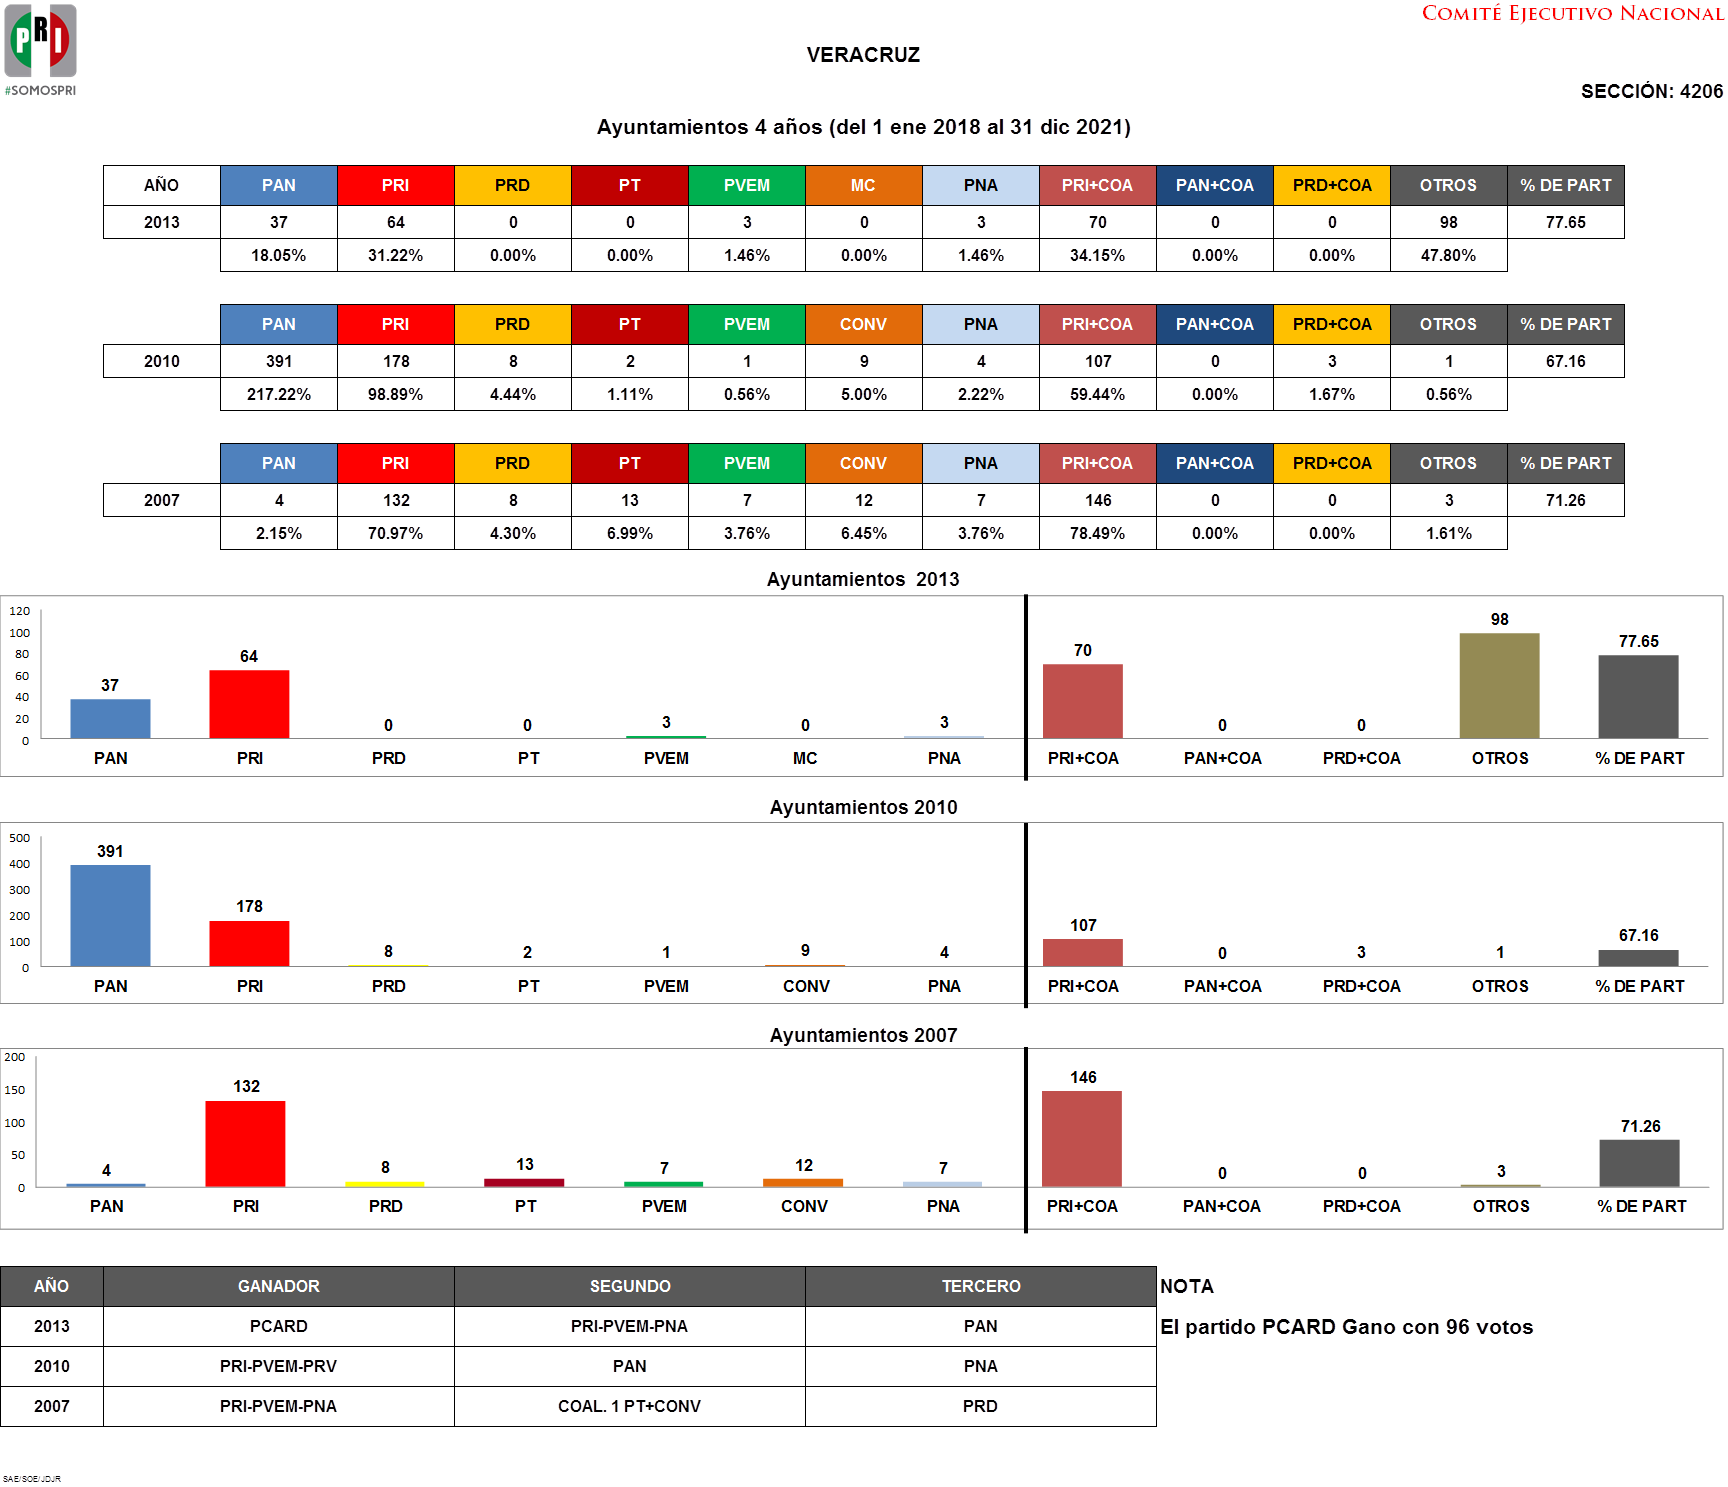 PRI
#SOMOSPRI
COMITÉ EJECUTIVO NACIONAL
VERACRUZ
SECCIÓN: 4206
Ayuntamientos 4 años (del 1 ene 2018 al 31 dic 2021)
AÑO PAN PRI PRD PT PVEM MC PNA PRI+COA PAN+COA PRD+COA OTROS % DE PART
2013 37 64 0 0 3 0 3 70 0 0 98 77.65
18.05% 31.22% 0.00% 0.00% 1.46% 0.00% 1.46% 34.15% 0.00% 0.00% 47.80%
PAN PRI PRD PT PVEM CONV PNA PRI+COA PAN+COA PRD+COA OTROS % DE PART
2010 391 178 8 2 1 9 4 107 0 3 1 67.16
217.22% 98.89% 4.44% 1.11% 0.56% 5.00% 2.22% 59.44% 0.00% 1.67% 0.56%
PAN PRI PRD PT PVEM CONV PNA PRI+COA PAN+COA PRD+COA OTROS % DE PART
2007 4 132 8 13 7 12 7 146 0 0 3 71.26
2.15% 70.97% 4.30% 6.99% 3.76% 6.45% 3.76% 78.49% 0.00% 0.00% 1.61%
Ayuntamientos 2013
120
100
80
60
40
20
0
37 64 0 0 3 0 3 70 0 0 98 77.65
PAN PRI PRD PT PVEM MC PNA PRI+COA PAN+COA PRD+COA OTROS % DE PART
Ayuntamientos 2010
500
400
300
200
100
0
391 178 8 2 1 9 4 107 0 3 1 67.16
PAN PRI PRD PT PVEM CONV PNA PRI+COA PAN+COA PRD+COA OTROS % DE PART
Ayuntamientos 2007
200
150
100
50
0
4 132 8 13 7 12 7 146 0 0 3 71.26
PAN PRI PRD PT PVEM CONV PNA PRI+COA PAN+COA PRD+COA OTROS % DE PART
AÑO GANADOR SEGUNDO TERCERO NOTA
2013 PCARD PRI-PVEM-PNA PAN El partido PCARD Gano con 96 votos
2010 PRI-PVEM-PRV PAN PNA
2007 PRI-PVEM-PNA COAL. 1 PT+CONV PRD
SAE/SOE/JDJR